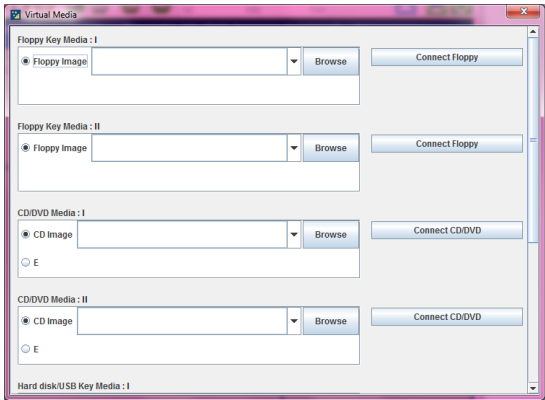 Virtual Media
Floppy Key Media : I
Floppy Image Browse Connect Floppy
Floppy Key Media : II
Floppy Image Browse Connect Floppy
CD/DVD Media : I
CD Image Browse Connect CD/DVD
E
CD/DVD Media : II
CD Image Browse Connect CD/DVD
E
Hard disk/USB Key Media : I